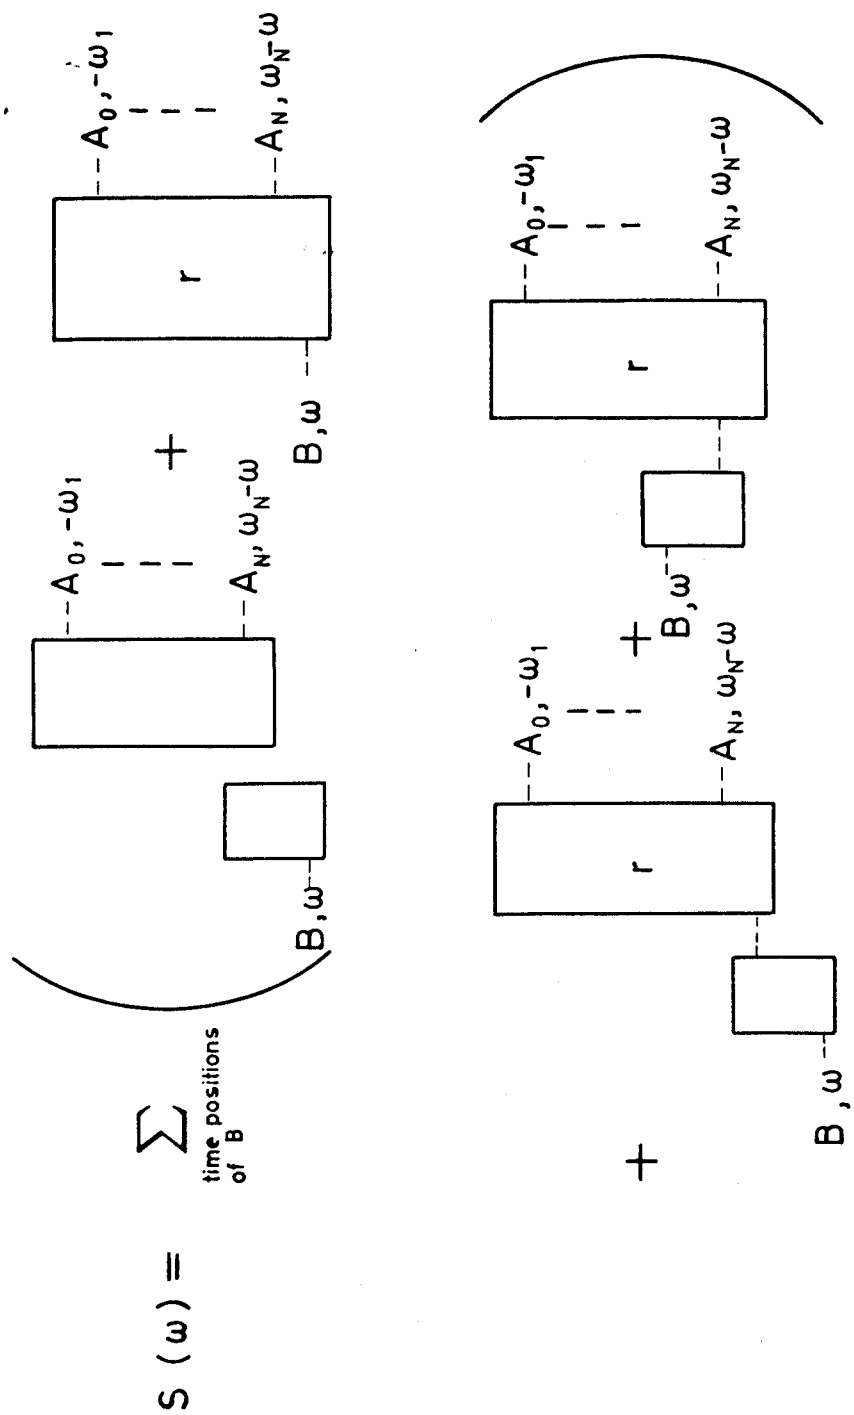 S (ω) = ∑ ( B, ω A₀, -ω₁ A_N, ω_N-ω + B, ω r A₀, -ω₁ A_N, ω_N-ω
time positions
of B
+ B, ω r A₀, -ω₁ A_N, ω_N-ω + B, ω r A₀, -ω₁ A_N, ω_N-ω )